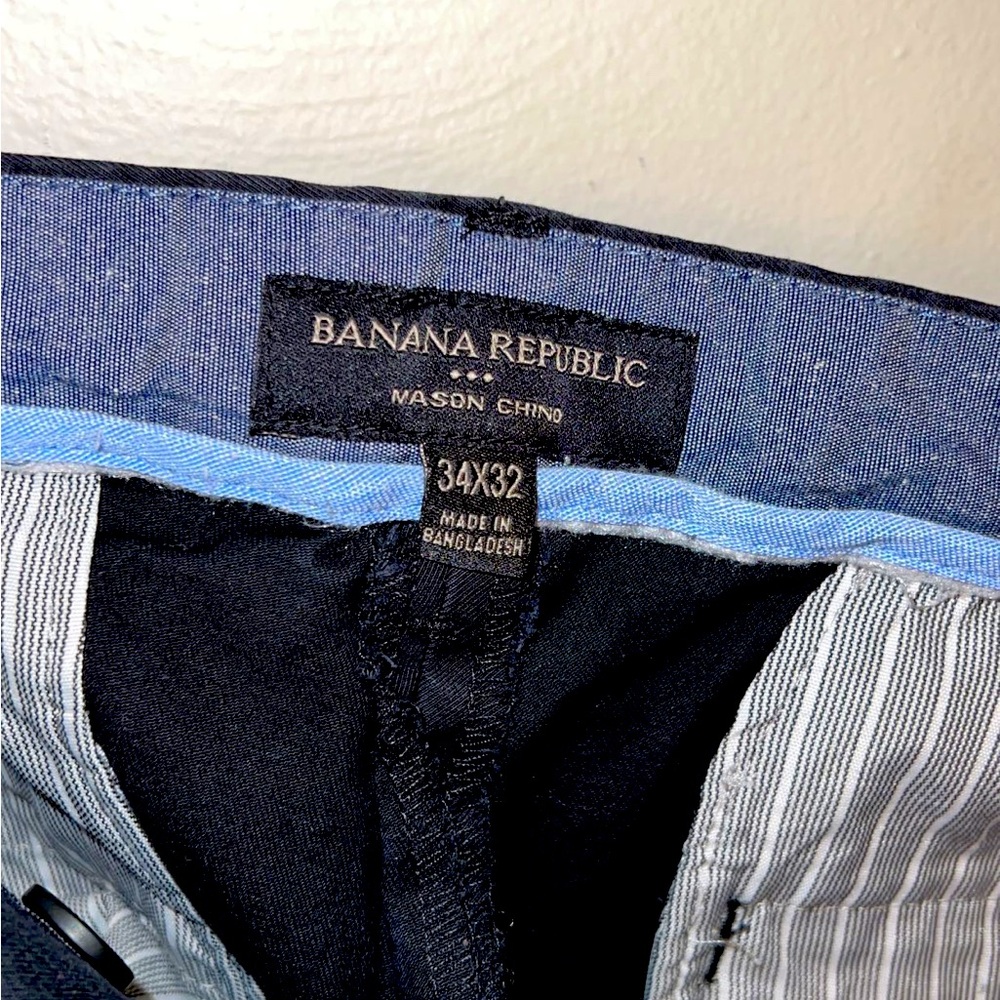 BANANA REPUBLIC
MASON CHINO
34X32
MADE IN
BANGLADESH